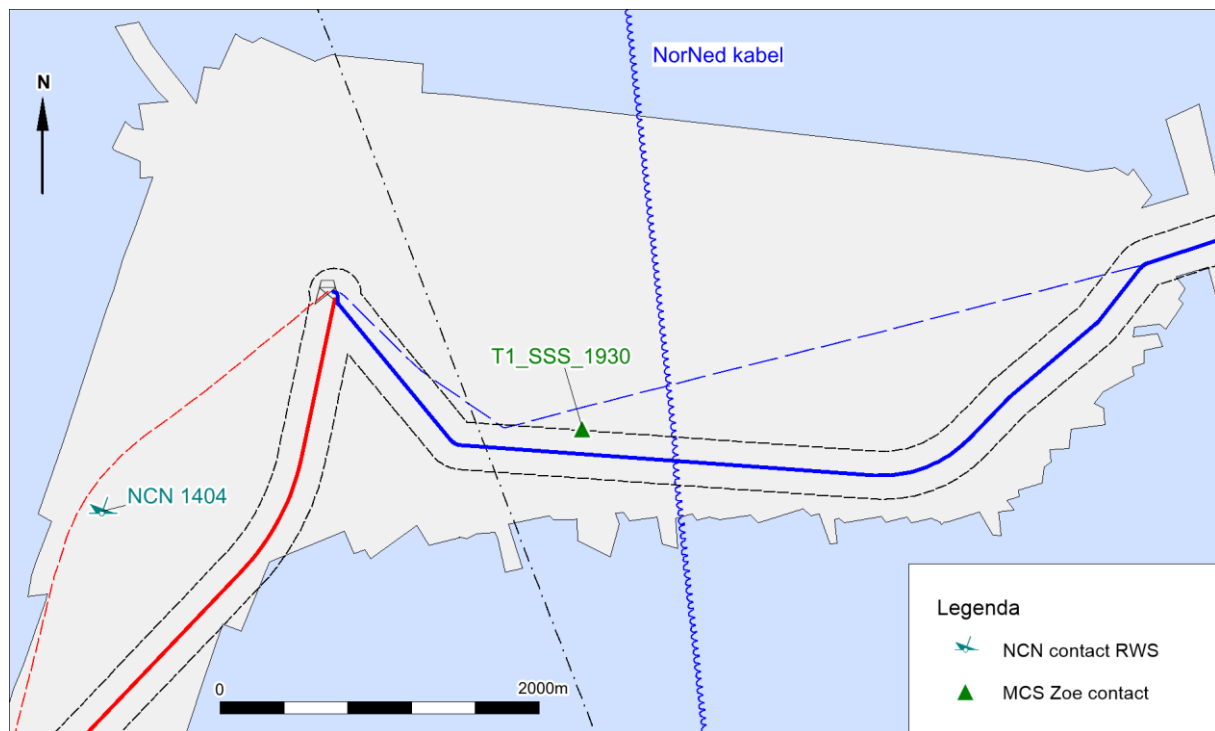 NorNed kabel
N
T1_SSS_1930
NCN 1404
Legenda
NCN contact RWS
MCS Zoe contact
0
2000m